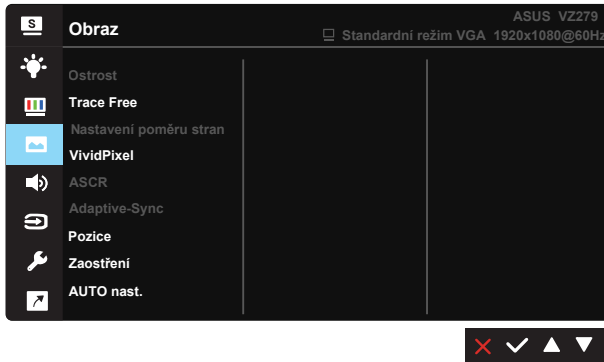 S
Obraz
ASUS VZ279
Standardní režim VGA 1920x1080@60Hz
Ostrost
Trace Free
Nastavení poměru stran
VividPixel
ASCR
Adaptive-Sync
Pozice
Zaostření
AUTO nast.